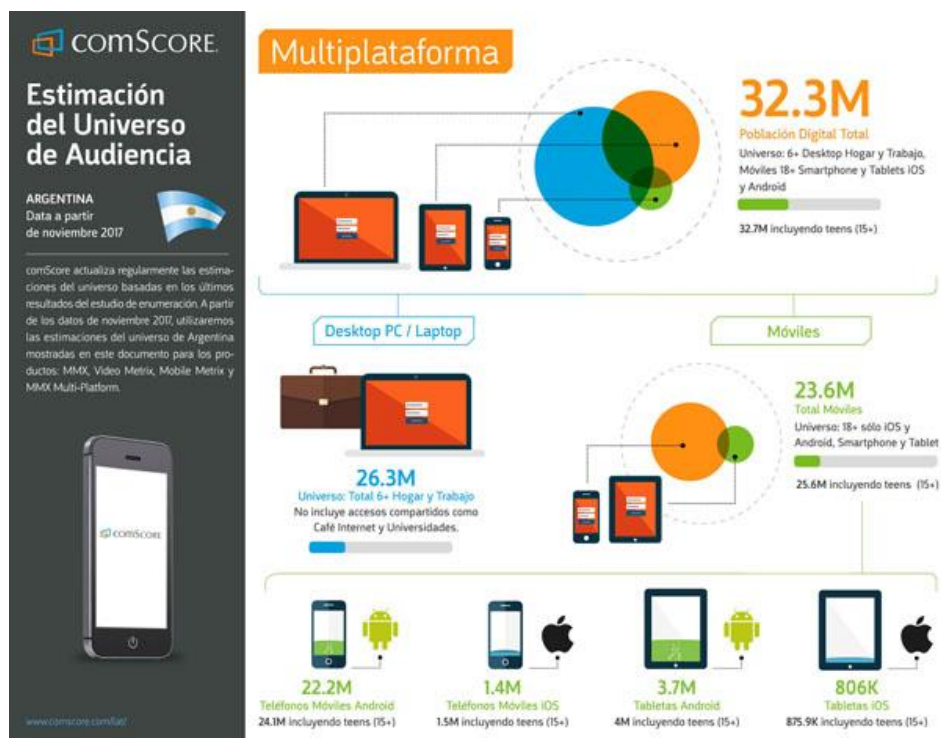 comSCORE.
Estimación
del Universo
de Audiencia
ARGENTINA
Data a partir
de noviembre 2017
comScore actualiza regularmente las estima-
ciones del universo basadas en los últimos
resultados del estudio de enumeración. A partir
de los datos de noviembre 2017, utilizaremos
las estimaciones del universo de Argentina
mostradas en este documento para los pro-
ductos: MMX, Video Metrix, Mobile Metrix y
MMX Multi-Platform.
comSCORE
www.comscore.com/lat/
Multiplataforma
32.3M
Población Digital Total
Universo: 6+ Desktop Hogar y Trabajo,
Móviles 18+ Smartphone y Tablets iOS
y Android
32.7M incluyendo teens (15+)
Desktop PC / Laptop
26.3M
Universo: Total 6+ Hogar y Trabajo
No incluye accesos compartidos como
Café Internet y Universidades.
Móviles
23.6M
Total Móviles
Universo: 18+ sólo iOS y
Android, Smartphone y Tablet
25.6M incluyendo teens (15+)
22.2M
Teléfonos Móviles Android
24.1M incluyendo teens (15+)
1.4M
Teléfonos Móviles iOS
1.5M incluyendo teens (15+)
3.7M
Tabletas Android
4M incluyendo teens (15+)
806K
Tabletas iOS
875.9K incluyendo teens (15+)